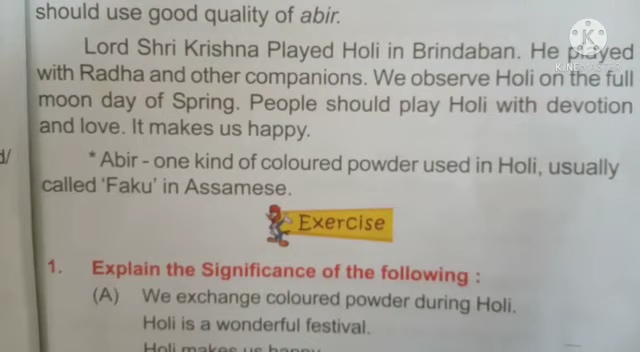 should use good quality of abir.
Lord Shri Krishna Played Holi in Brindaban. He played
with Radha and other companions. We observe Holi on the full
moon day of Spring. People should play Holi with devotion
and love. It makes us happy.
d/
* Abir - one kind of coloured powder used in Holi, usually
called ‘Faku’ in Assamese.
Exercise
1. Explain the Significance of the following :
(A) We exchange coloured powder during Holi.
Holi is a wonderful festival.
Holi makes us happy
KINEMASTER